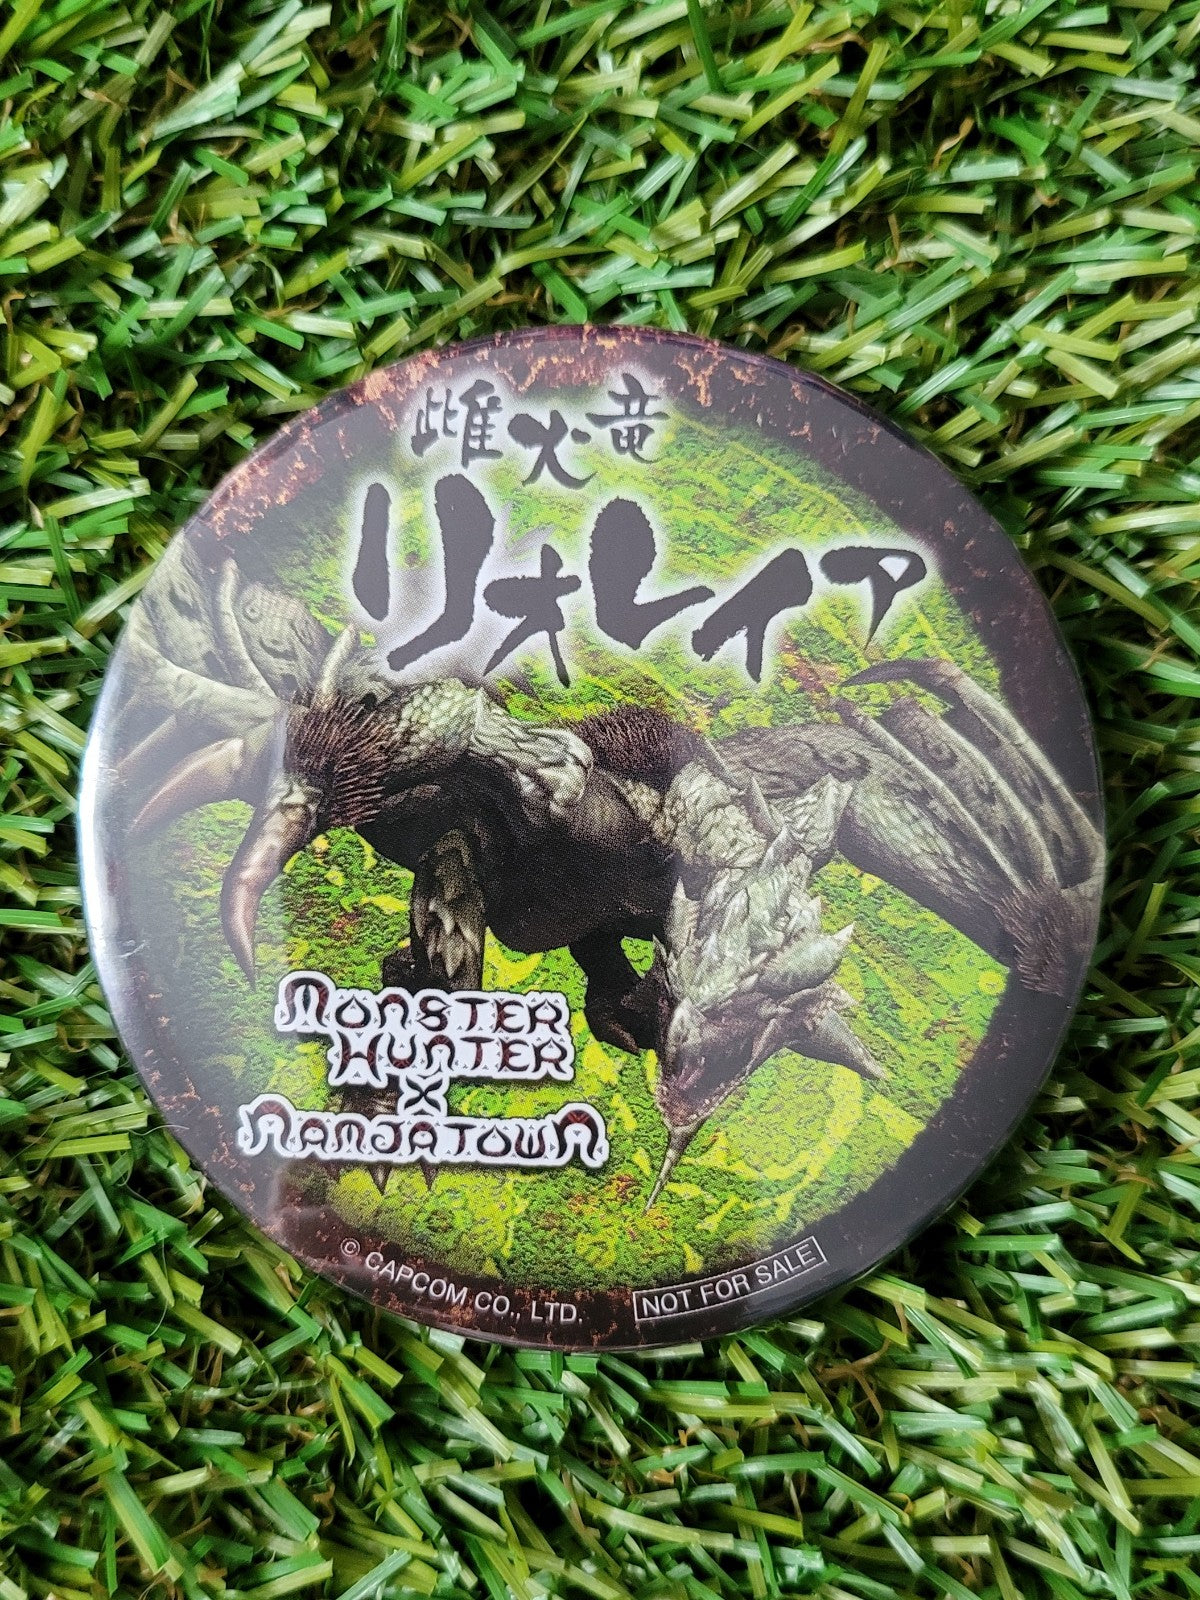 雌火竜
リオレイア
MONSTER
HUNTER
X
NAMJATOWN
© CAPCOM CO., LTD.
NOT FOR SALE